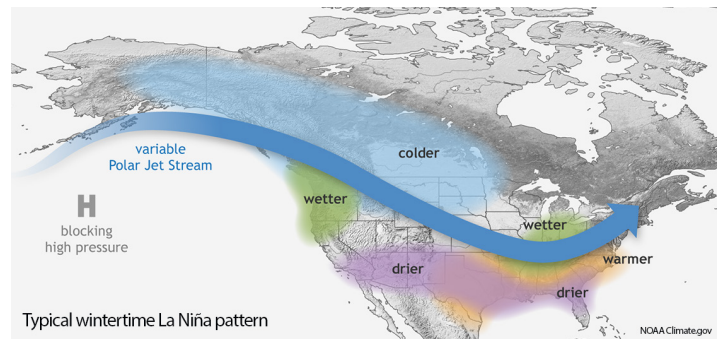 colder
variable
Polar Jet Stream
wetter
H
blocking
high pressure
wetter
warmer
drier
drier
Typical wintertime La Niña pattern
NOAA Climate.gov